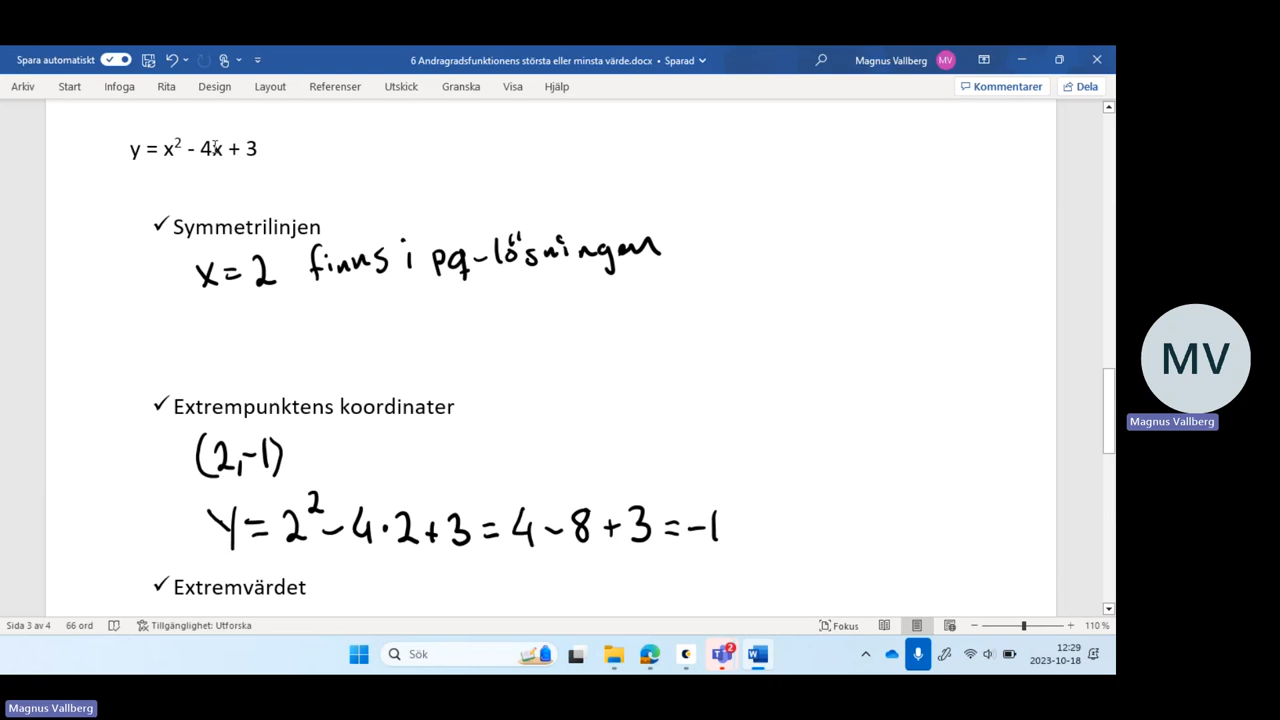 Spara automatiskt
6 Andragradsfunktionens största eller minsta värde.docx • Sparad
Magnus Vallberg MV
Arkiv Start Infoga Rita Design Layout Referenser Utskick Granska Visa Hjälp Kommentarer Dela
y = x² - 4x + 3
✓ Symmetrilinjen
x = 2 finns i pq-lösningen
✓ Extrempunktens koordinater
(2,-1)
Y = 2² - 4 · 2 + 3 = 4 - 8 + 3 = -1
✓ Extremvärdet
MV
Magnus Vallberg
Sida 3 av 4 66 ord Tillgänglighet: Utforska Fokus 110 %
Sök 2 12:29
2023-10-18
Magnus Vallberg